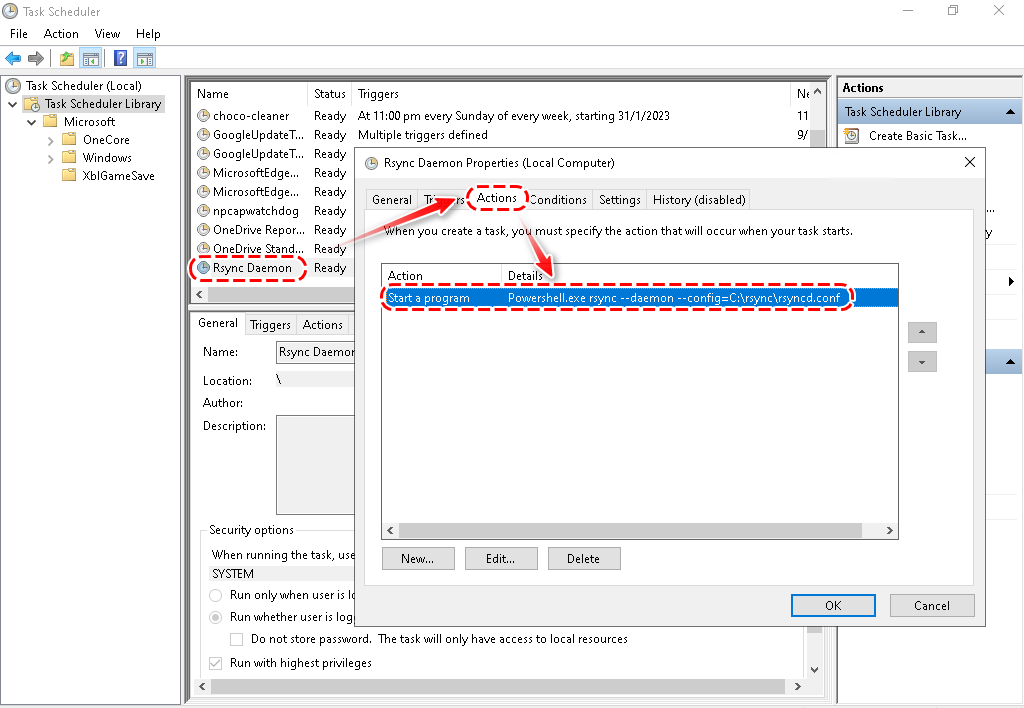 Task Scheduler
File Action View Help
Task Scheduler (Local)
Task Scheduler Library
Microsoft
OneCore
Windows
XblGameSave
Name Status Triggers
choco-cleaner Ready At 11:00 pm every Sunday of every week, starting 31/1/2023 11
GoogleUpdateT... Ready Multiple triggers defined 9/
GoogleUpdateT... Ready
MicrosoftEdge... Ready
MicrosoftEdge... Ready
npcapwatchdog Ready
OneDrive Repor... Ready
OneDrive Stand... Ready
Rsync Daemon Ready
General Triggers Actions
Name: Rsync Daemon
Location: \
Author:
Description:
Security options
When running the task, use
SYSTEM
Run only when user is lo
Run whether user is logg
Do not store password. The task will only have access to local resources
Run with highest privileges
Rsync Daemon Properties (Local Computer)
General Triggers Actions Conditions Settings History (disabled)
When you create a task, you must specify the action that will occur when your task starts.
Action Details
Start a program Powershell.exe rsync --daemon --config=C:\rsync\rsyncd.conf
New... Edit... Delete
OK Cancel
Actions
Task Scheduler Library
Create Basic Task...